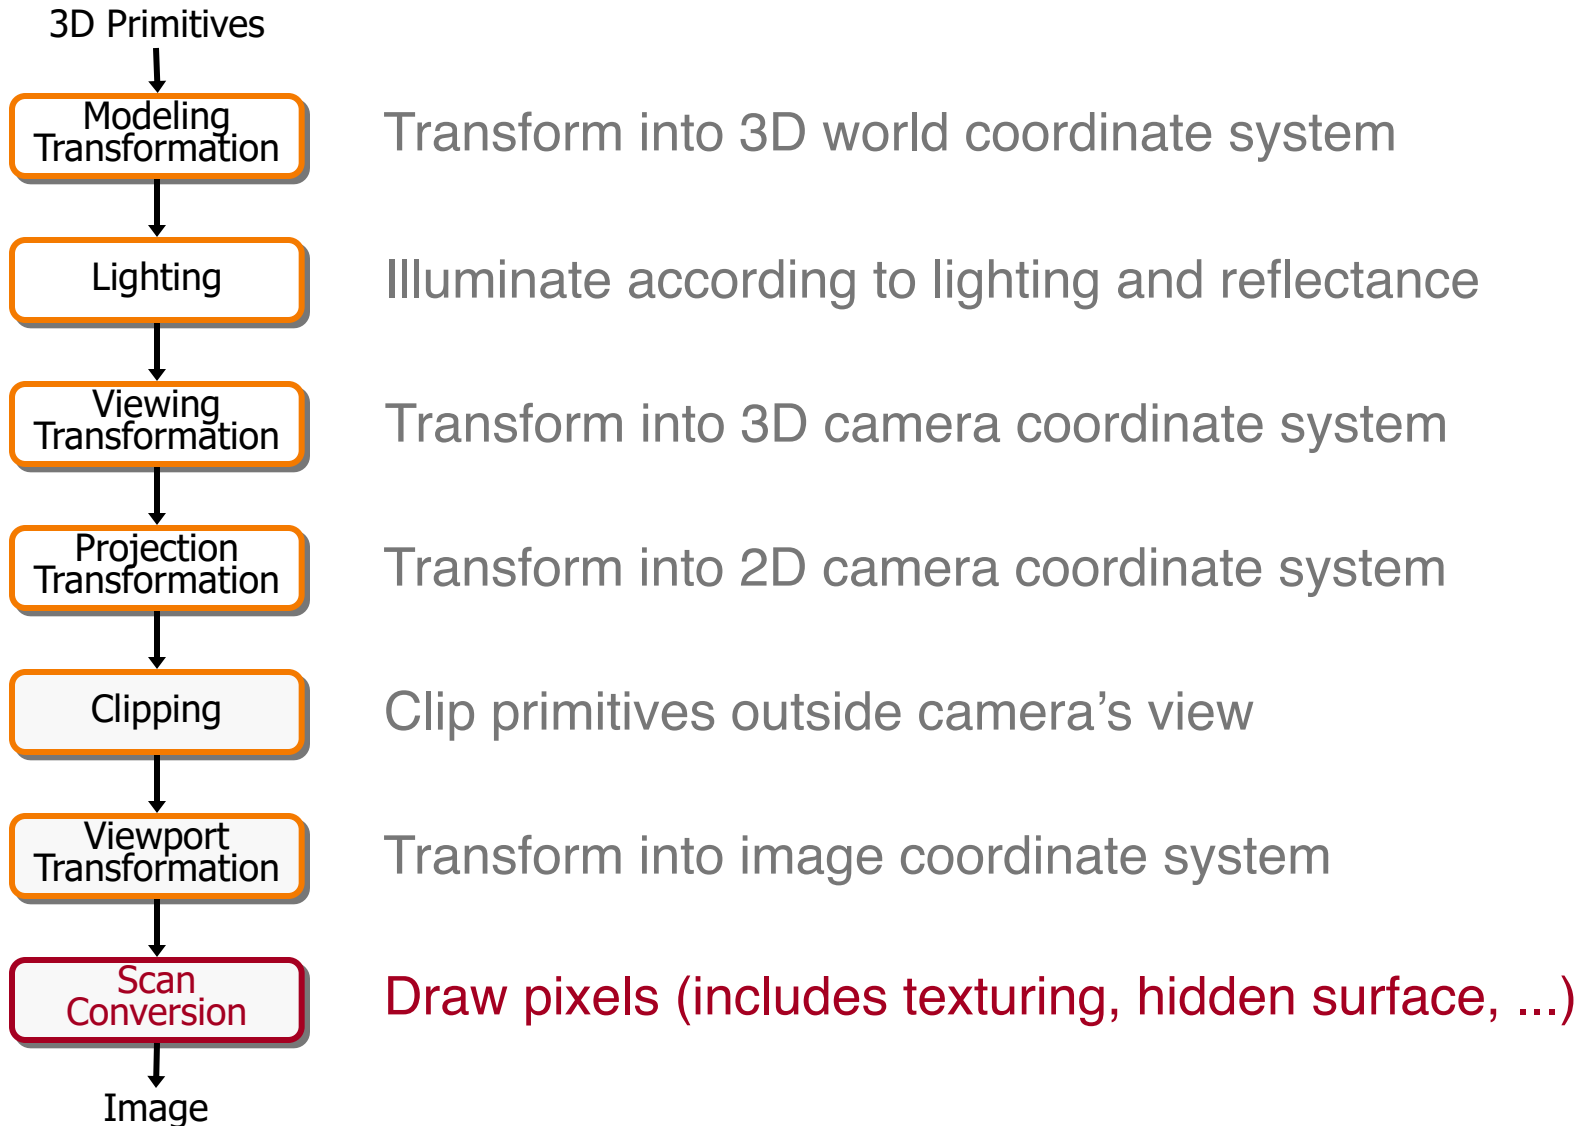 3D Primitives
Modeling
Transformation
Transform into 3D world coordinate system
Lighting
Illuminate according to lighting and reflectance
Viewing
Transformation
Transform into 3D camera coordinate system
Projection
Transformation
Transform into 2D camera coordinate system
Clipping
Clip primitives outside camera’s view
Viewport
Transformation
Transform into image coordinate system
Scan
Conversion
Draw pixels (includes texturing, hidden surface, ...)
Image